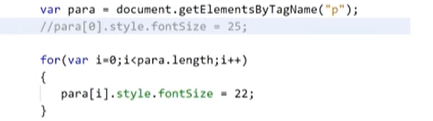 var para = document.getElementsByTagName("p");
//para[0].style.fontSize = 25;
for(var i=0;i<para.length;i++)
{
para[i].style.fontSize = 22;
}